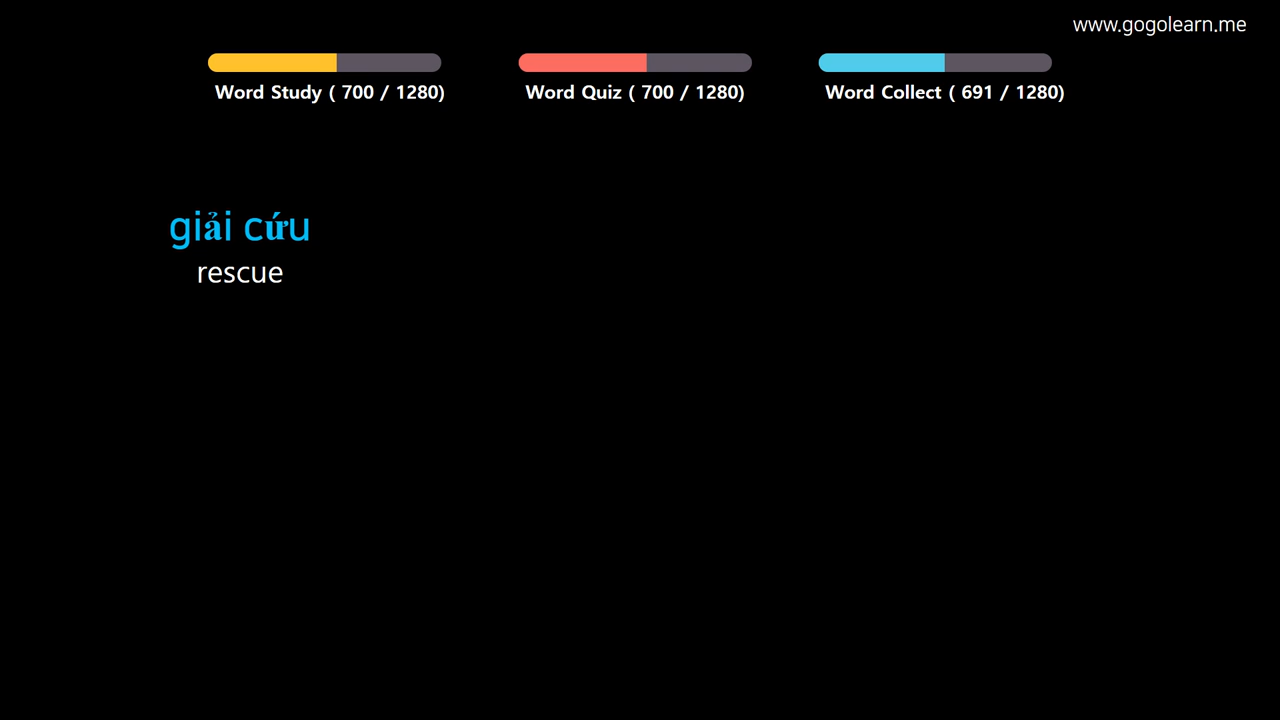 www.gogolearn.me
Word Study ( 700 / 1280)
Word Quiz ( 700 / 1280)
Word Collect ( 691 / 1280)
giải cứu
rescue